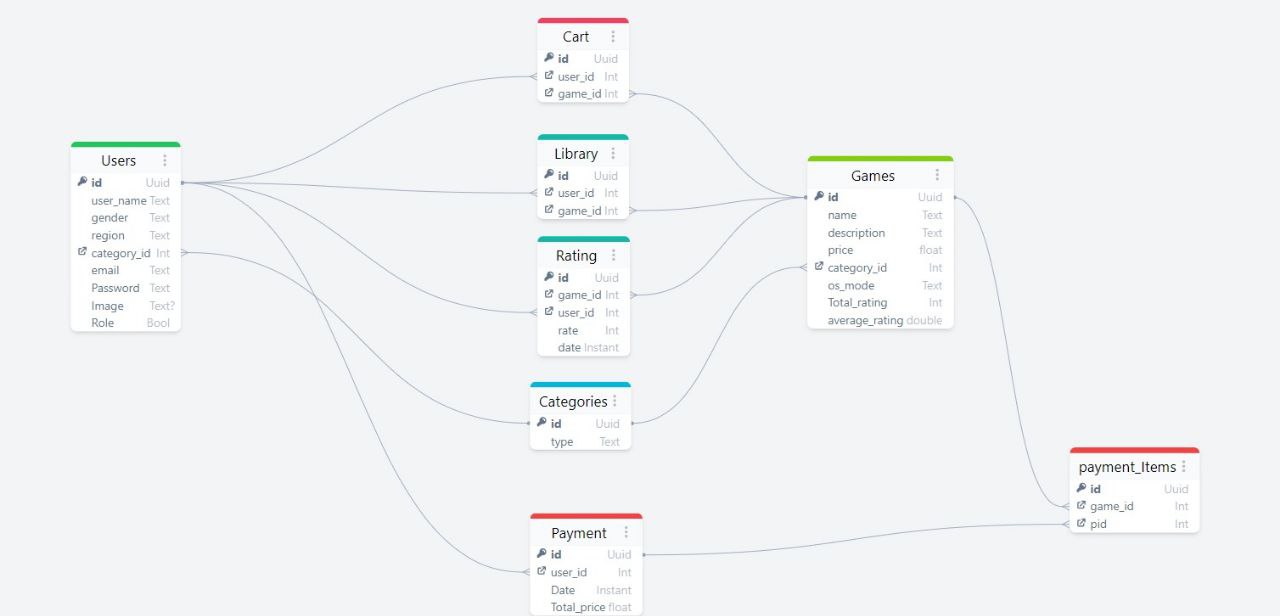 Cart
id Uuid
user_id Int
game_id Int
Library
id Uuid
user_id Int
game_id Int
Users
id Uuid
user_name Text
gender Text
region Text
category_id Int
email Text
Password Text
Image Text?
Role Bool
Rating
id Uuid
game_id Int
user_id Int
rate Int
date Instant
Games
id Uuid
name Text
description Text
price float
category_id Int
os_mode Text
Total_rating Int
average_rating double
Categories
id Uuid
type Text
Payment
id Uuid
user_id Int
Date Instant
Total_price float
payment_Items
id Uuid
game_id Int
pid Int